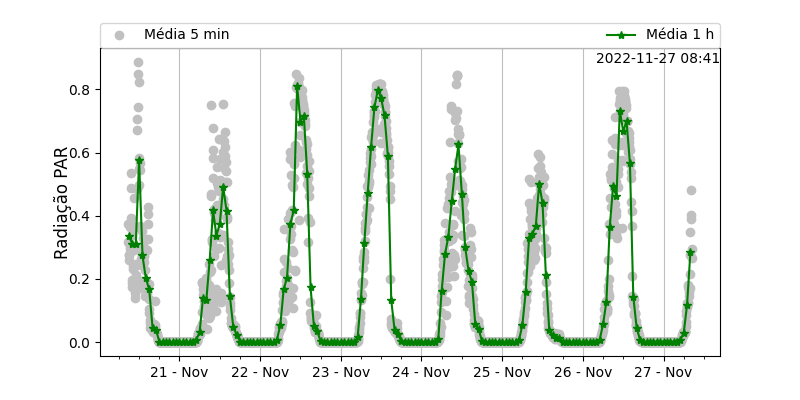 Média 5 min
Média 1 h
2022-11-27 08:41
Radiação PAR
0.8
0.6
0.4
0.2
0.0
21 - Nov
22 - Nov
23 - Nov
24 - Nov
25 - Nov
26 - Nov
27 - Nov